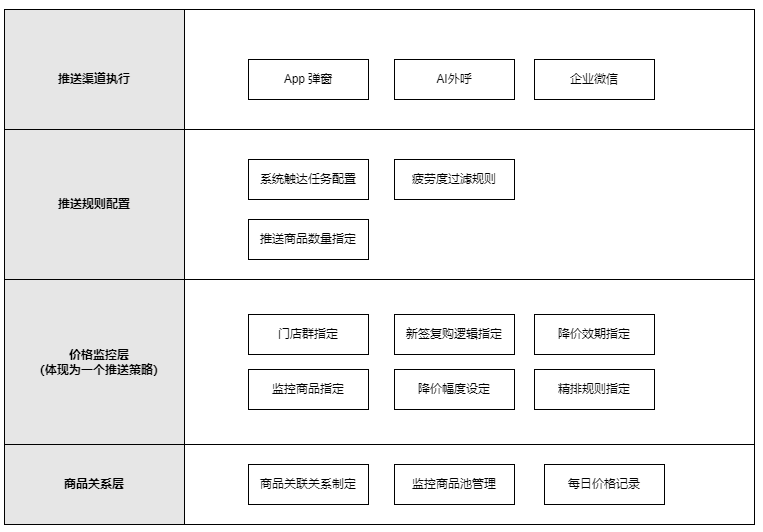 推送渠道执行
App 弹窗
AI外呼
企业微信
推送规则配置
系统触达任务配置
疲劳度过滤规则
推送商品数量指定
价格监控层
(体现为一个推送策略)
门店群指定
新签复购逻辑指定
降价效期指定
监控商品指定
降价幅度设定
精排规则指定
商品关系层
商品关联关系制定
监控商品池管理
每日价格记录